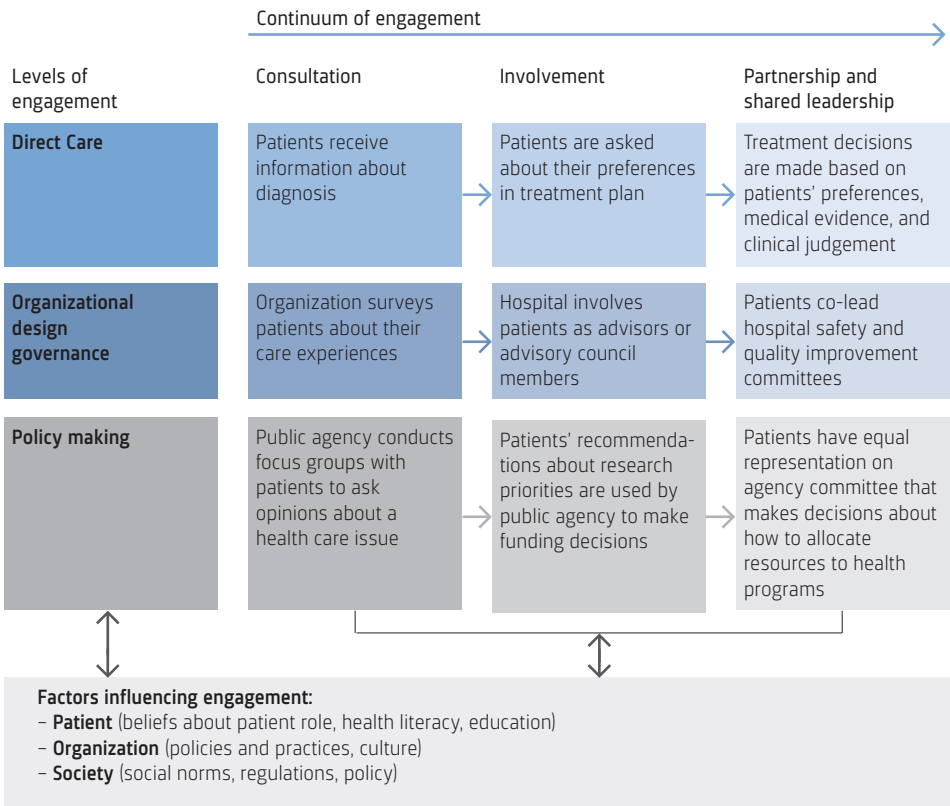 Continuum of engagement
Levels of
engagement
Consultation
Involvement
Partnership and
shared leadership
Direct Care
Patients receive
information about
diagnosis
Patients are asked
about their preferences
in treatment plan
Treatment decisions
are made based on
patients’ preferences,
medical evidence, and
clinical judgement
Organizational
design
governance
Organization surveys
patients about their
care experiences
Hospital involves
patients as advisors or
advisory council
members
Patients co-lead
hospital safety and
quality improvement
committees
Policy making
Public agency conducts
focus groups with
patients to ask
opinions about a
health care issue
Patients’ recommenda-
tions about research
priorities are used by
public agency to make
funding decisions
Patients have equal
representation on
agency committee that
makes decisions about
how to allocate
resources to health
programs
Factors influencing engagement:
– Patient (beliefs about patient role, health literacy, education)
– Organization (policies and practices, culture)
– Society (social norms, regulations, policy)